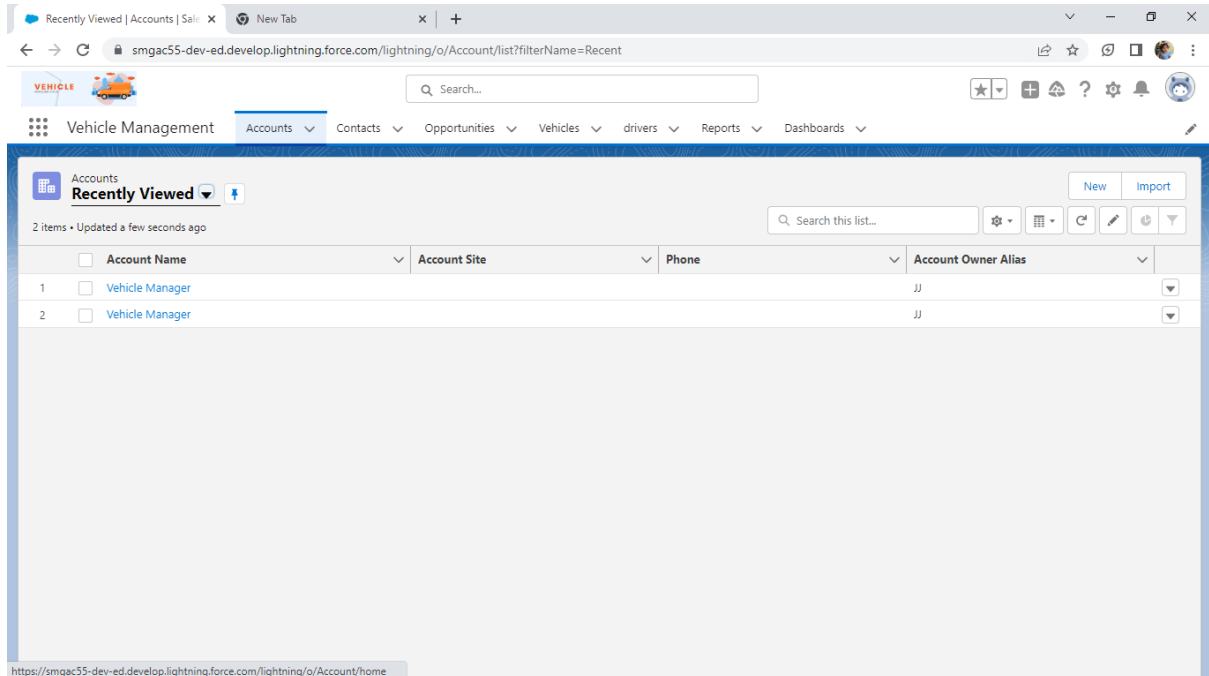 Recently Viewed | Accounts | Sale
New Tab
smgac55-dev-ed.develop.lightning.force.com/lightning/o/Account/list?filterName=Recent
VEHICLE
Search...
Vehicle Management
Accounts
Contacts
Opportunities
Vehicles
drivers
Reports
Dashboards
Accounts
Recently Viewed
New
Import
2 items • Updated a few seconds ago
Search this list...
Account Name
Account Site
Phone
Account Owner Alias
1
Vehicle Manager
JJ
2
Vehicle Manager
JJ
https://smgac55-dev-ed.develop.lightning.force.com/lightning/o/Account/home